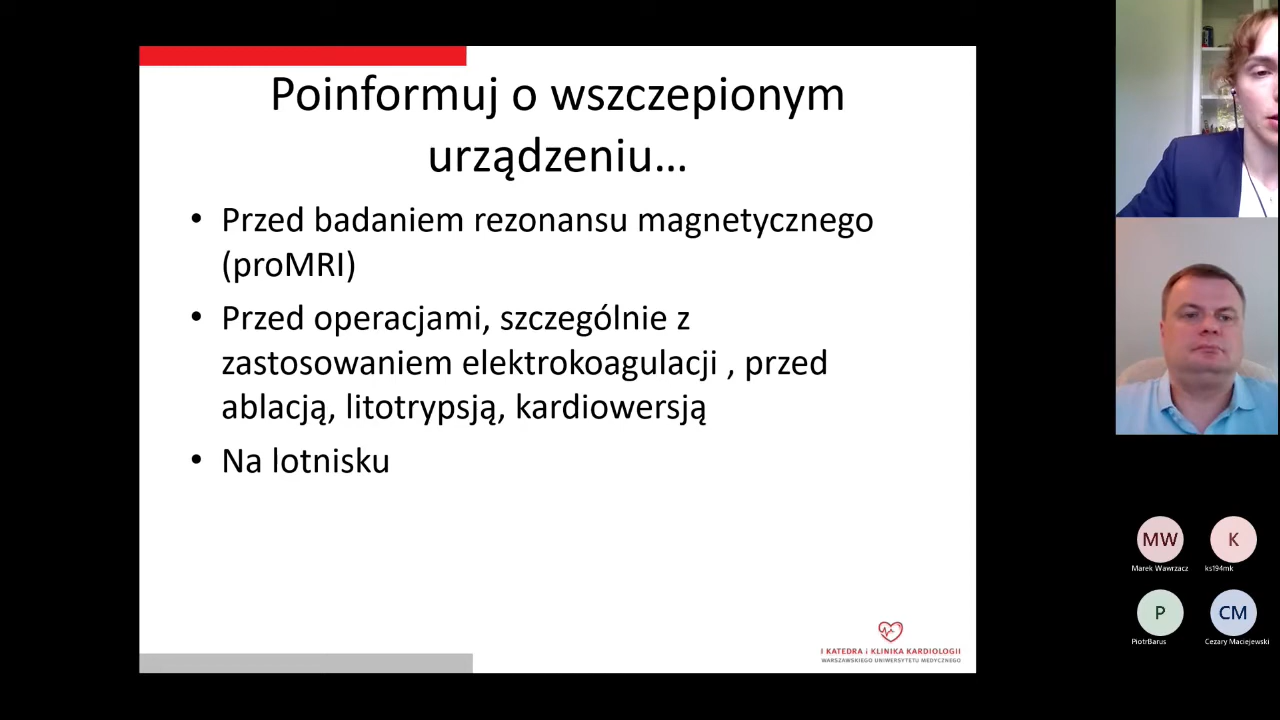 Poinformuj o wszczepionym
urządzeniu...
• Przed badaniem rezonansu magnetycznego
(proMRI)
• Przed operacjami, szczególnie z
zastosowaniem elektrokoagulacji , przed
ablacją, litotrypsją, kardiowersją
• Na lotnisku
I KATEDRA i KLINIKA KARDIOLOGII
WARSZAWSKIEGO UNIWERSYTETU MEDYCZNEGO
MW
K
Marek Wawrzacz
ks194mk
P
CM
PiotrBarus
Cezary Maciejewski